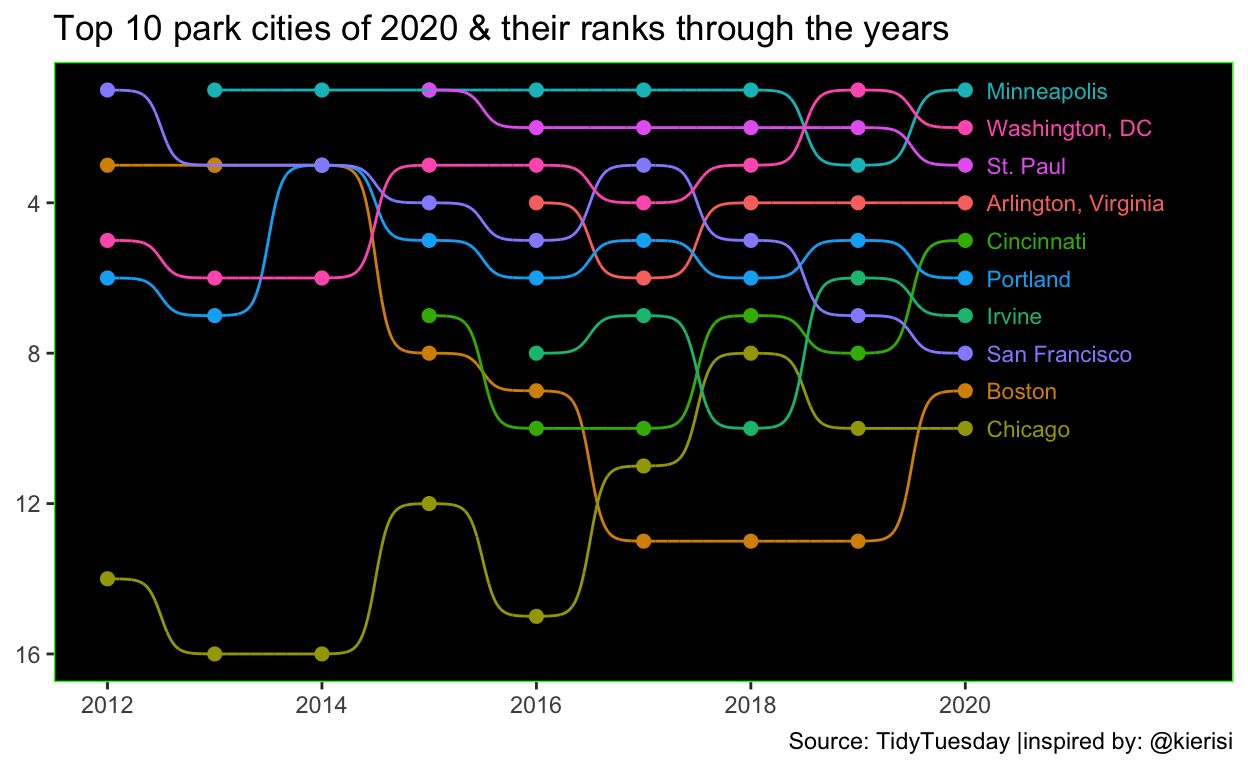 Top 10 park cities of 2020 & their ranks through the years
Minneapolis
Washington, DC
St. Paul
4
Arlington, Virginia
Cincinnati
Portland
Irvine
8
San Francisco
Boston
Chicago
12
16
2012 2014 2016 2018 2020
Source: TidyTuesday |inspired by: @kierisi